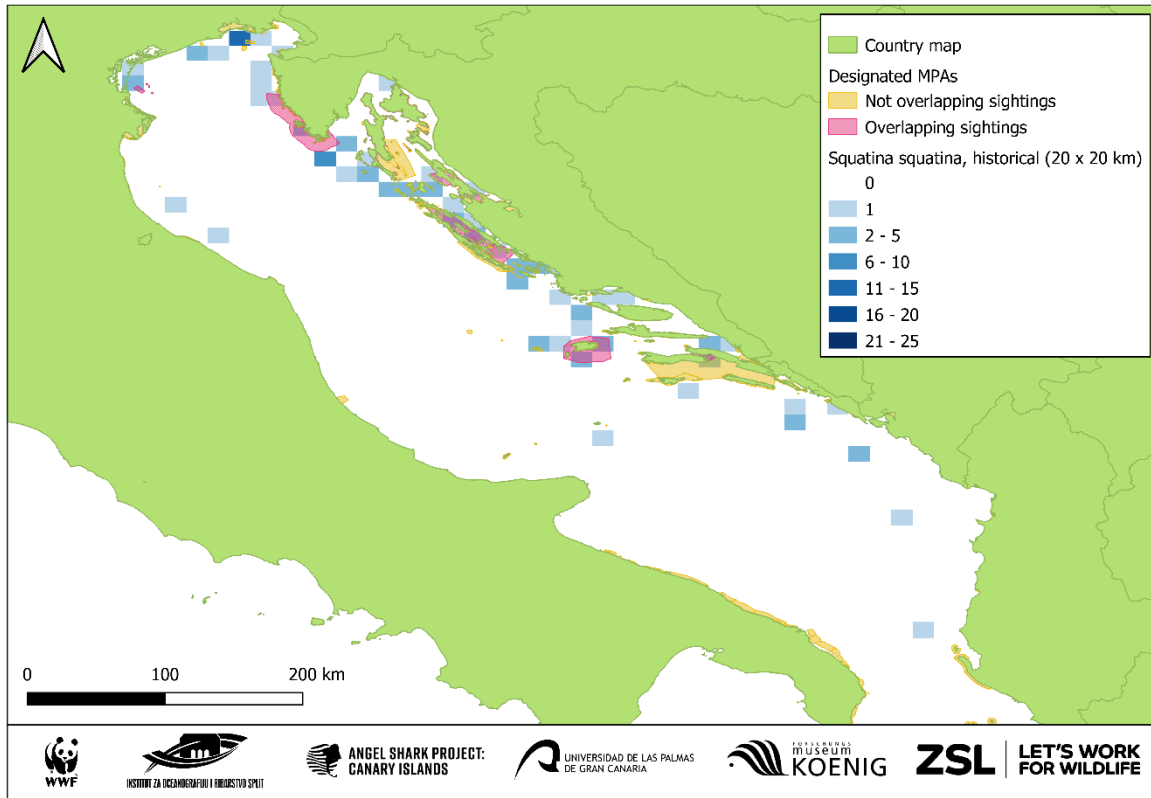 Country map
Designated MPAs
Not overlapping sightings
Overlapping sightings
Squatina squatina, historical (20 x 20 km)
0
1
2 - 5
6 - 10
11 - 15
16 - 20
21 - 25
0 100 200 km
WWF
INSTITUT ZA OCEANOGRAFIJU I RIBARSTVO SPLIT
ANGEL SHARK PROJECT:
CANARY ISLANDS
UNIVERSIDAD DE LAS PALMAS
DE GRAN CANARIA
FORSCHUNGS
museum
KOENIG
ZSL
LET'S WORK
FOR WILDLIFE